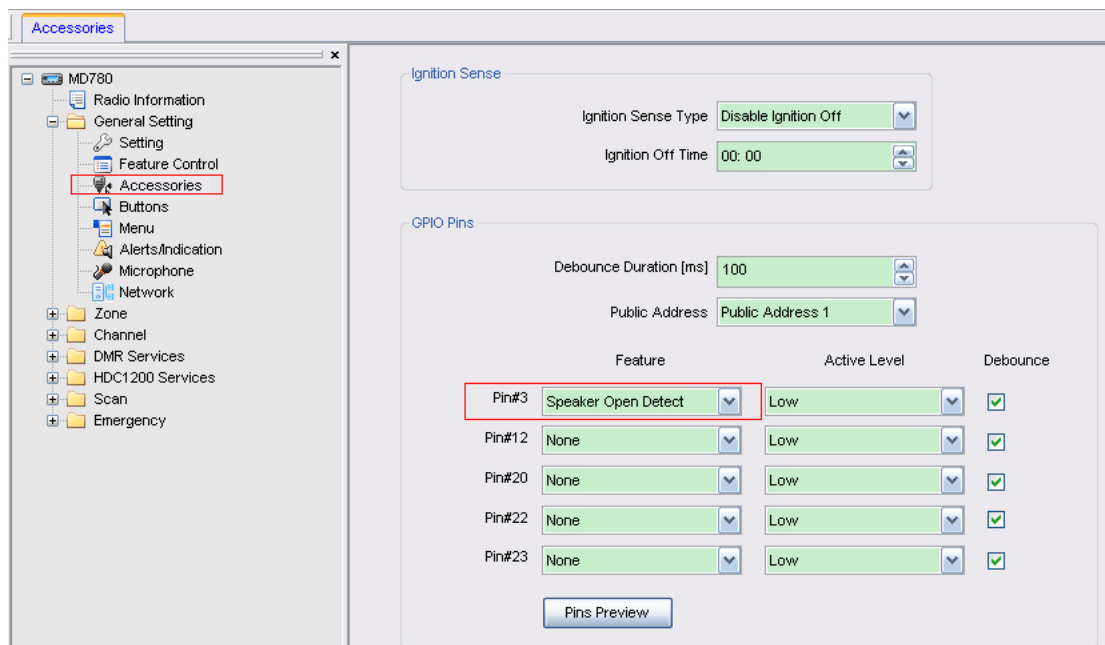 Accessories
x
MD780
Radio Information
General Setting
Setting
Feature Control
Accessories
Buttons
Menu
Alerts/Indication
Microphone
Network
Zone
Channel
DMR Services
HDC1200 Services
Scan
Emergency
Ignition Sense
Ignition Sense Type Disable Ignition Off
Ignition Off Time 00: 00
GPIO Pins
Debounce Duration [ms] 100
Public Address Public Address 1
Feature Active Level Debounce
Pin#3 Speaker Open Detect Low
Pin#12 None Low
Pin#20 None Low
Pin#22 None Low
Pin#23 None Low
Pins Preview